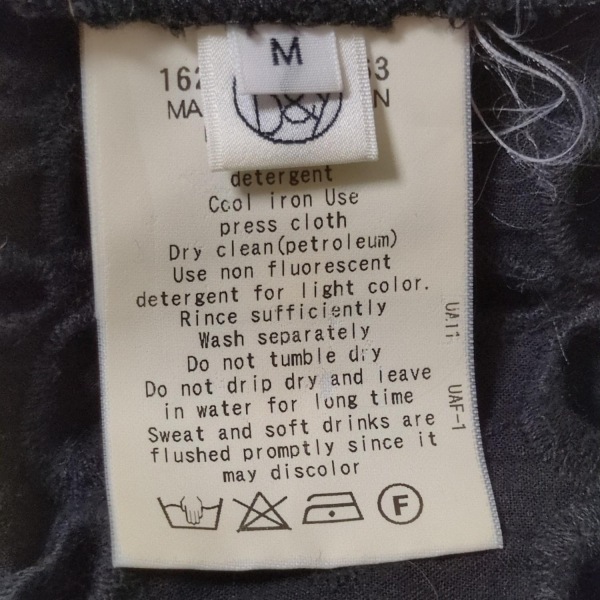 M
detergent
Cool iron Use
press cloth
Dry clean(petroleum)
Use non fluorescent
detergent for light color.
Rince sufficiently
Wash separately
Do not tumble dry
Do not drip dry and leave
in water for long time
Sweat and soft drinks are
flushed promptly since it
may discolor
F
UA11
UAF-1